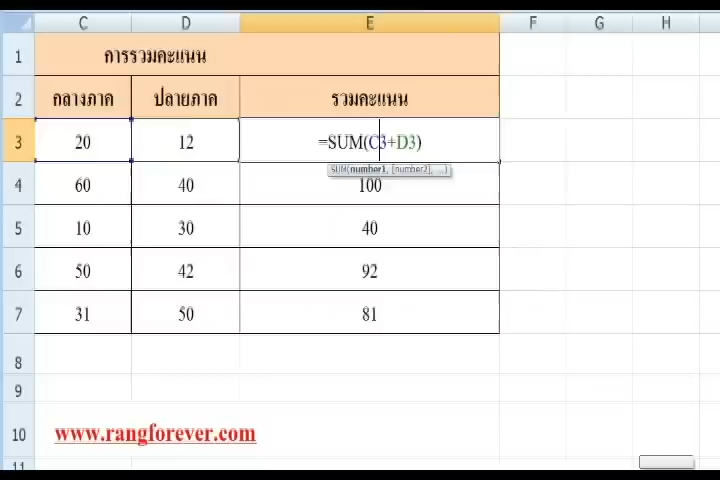 C D E F G H
1 การรวมคะแนน
2 กลางภาค ปลายภาค รวมคะแนน
3 20 12 =SUM(C3+D3)
SUM(number1, [number2], ...)
4 60 40 100
5 10 30 40
6 50 42 92
7 31 50 81
8
9
10 www.rangforever.com
11